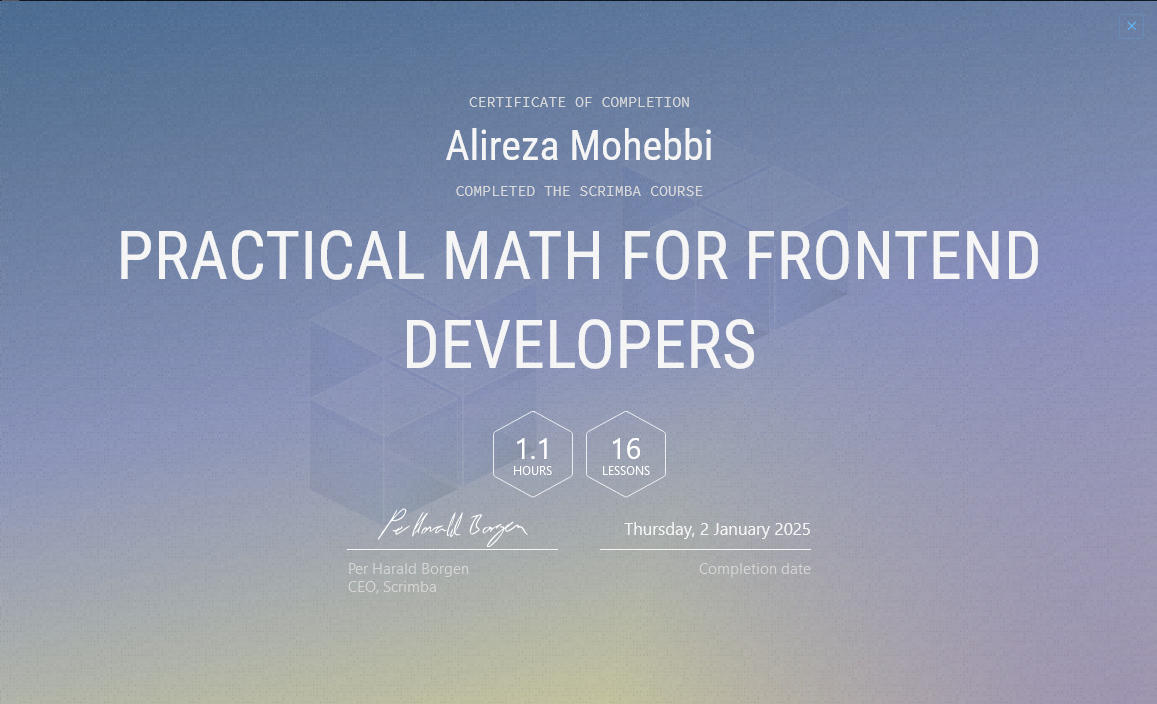 CERTIFICATE OF COMPLETION
Alireza Mohebbi
COMPLETED THE SCRIMBA COURSE
PRACTICAL MATH FOR FRONTEND
DEVELOPERS
1.1
HOURS
16
LESSONS
Per Harald Borgen
Thursday, 2 January 2025
Per Harald Borgen
CEO, Scrimba
Completion date